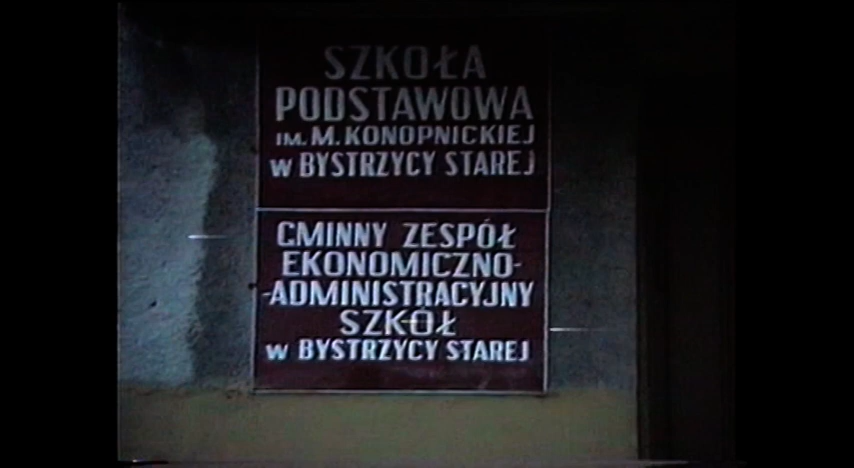 SZKOŁA
PODSTAWOWA
IM. M. KONOPNICKIEJ
W BYSTRZYCY STAREJ
GMINNY ZESPÓŁ
EKONOMICZNO-
-ADMINISTRACYJNY
SZKÓŁ
W BYSTRZYCY STAREJ